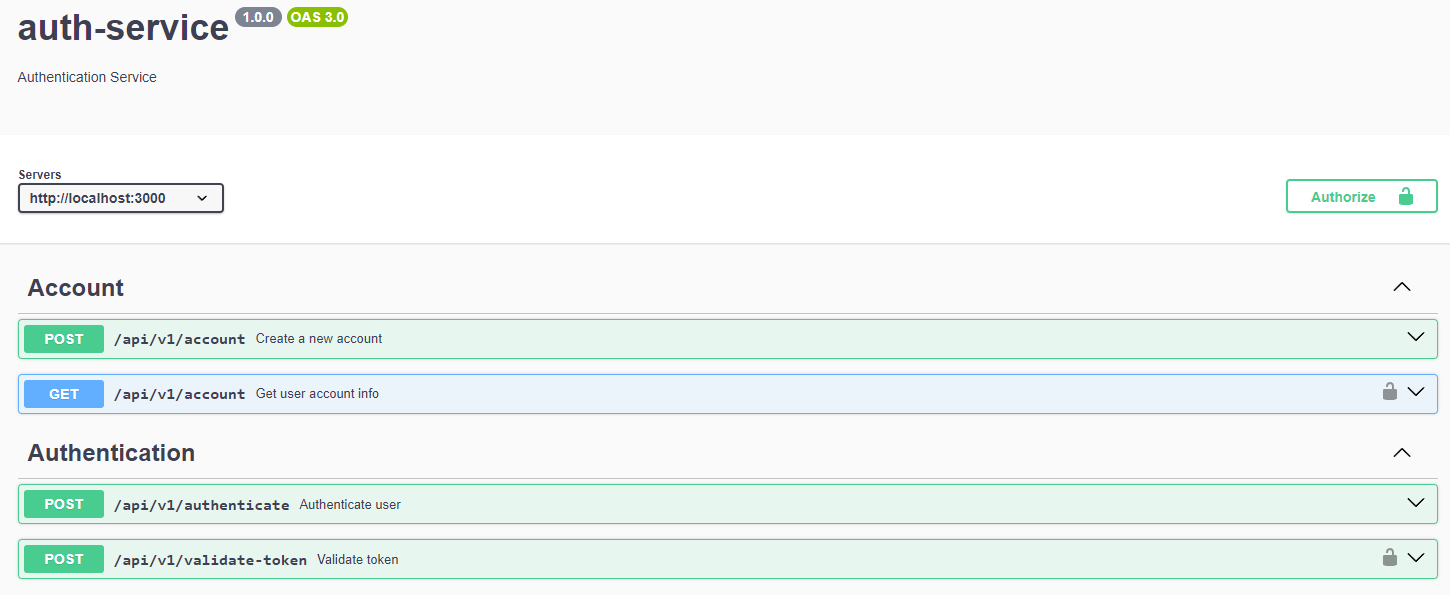 auth-service 1.0.0 OAS 3.0
Authentication Service
Servers
http://localhost:3000
Authorize
Account
POST /api/v1/account Create a new account
GET /api/v1/account Get user account info
Authentication
POST /api/v1/authenticate Authenticate user
POST /api/v1/validate-token Validate token